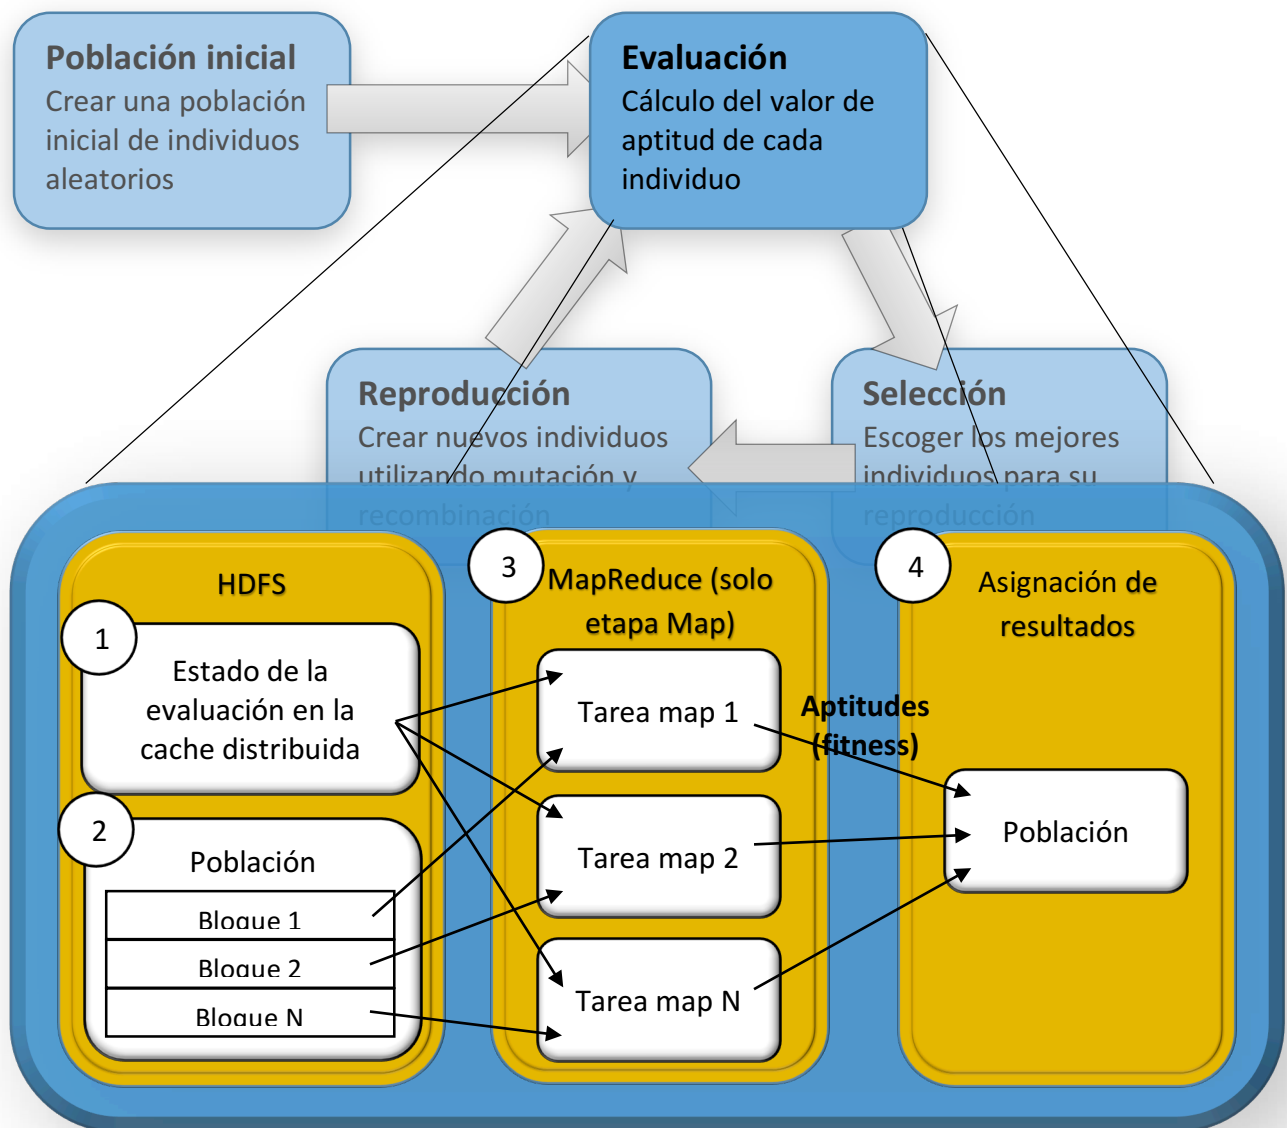 Población inicial
Crear una población
inicial de individuos
aleatorios
Evaluación
Cálculo del valor de
aptitud de cada
individuo
Reproducción
Crear nuevos individuos
utilizando mutación y
recombinación
Selección
Escoger los mejores
individuos para su
reproducción
HDFS
1
Estado de la
evaluación en la
cache distribuida
2
Población
Bloque 1
Bloque 2
Bloque N
3
MapReduce (solo
etapa Map)
Tarea map 1
Tarea map 2
Tarea map N
Aptitudes
(fitness)
4
Asignación de
resultados
Población